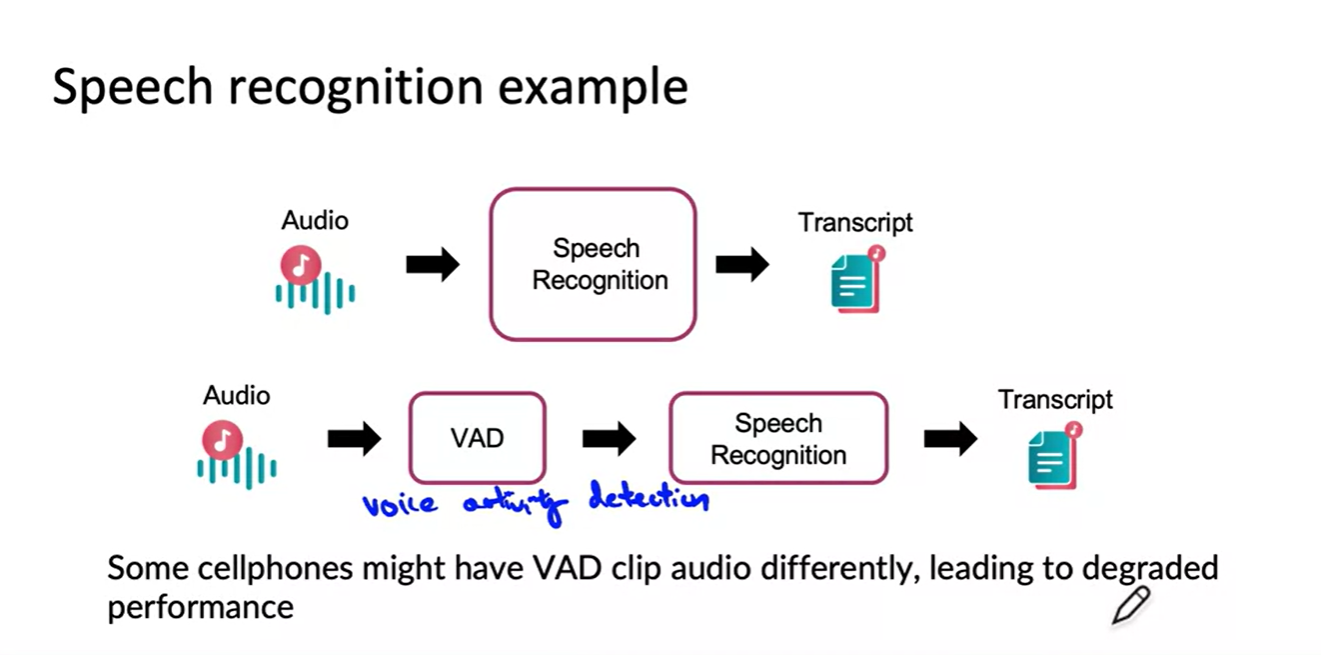 Speech recognition example
Audio
Speech
Recognition
Transcript
Audio
VAD
Speech
Recognition
Transcript
voice activity detection
Some cellphones might have VAD clip audio differently, leading to degraded
performance